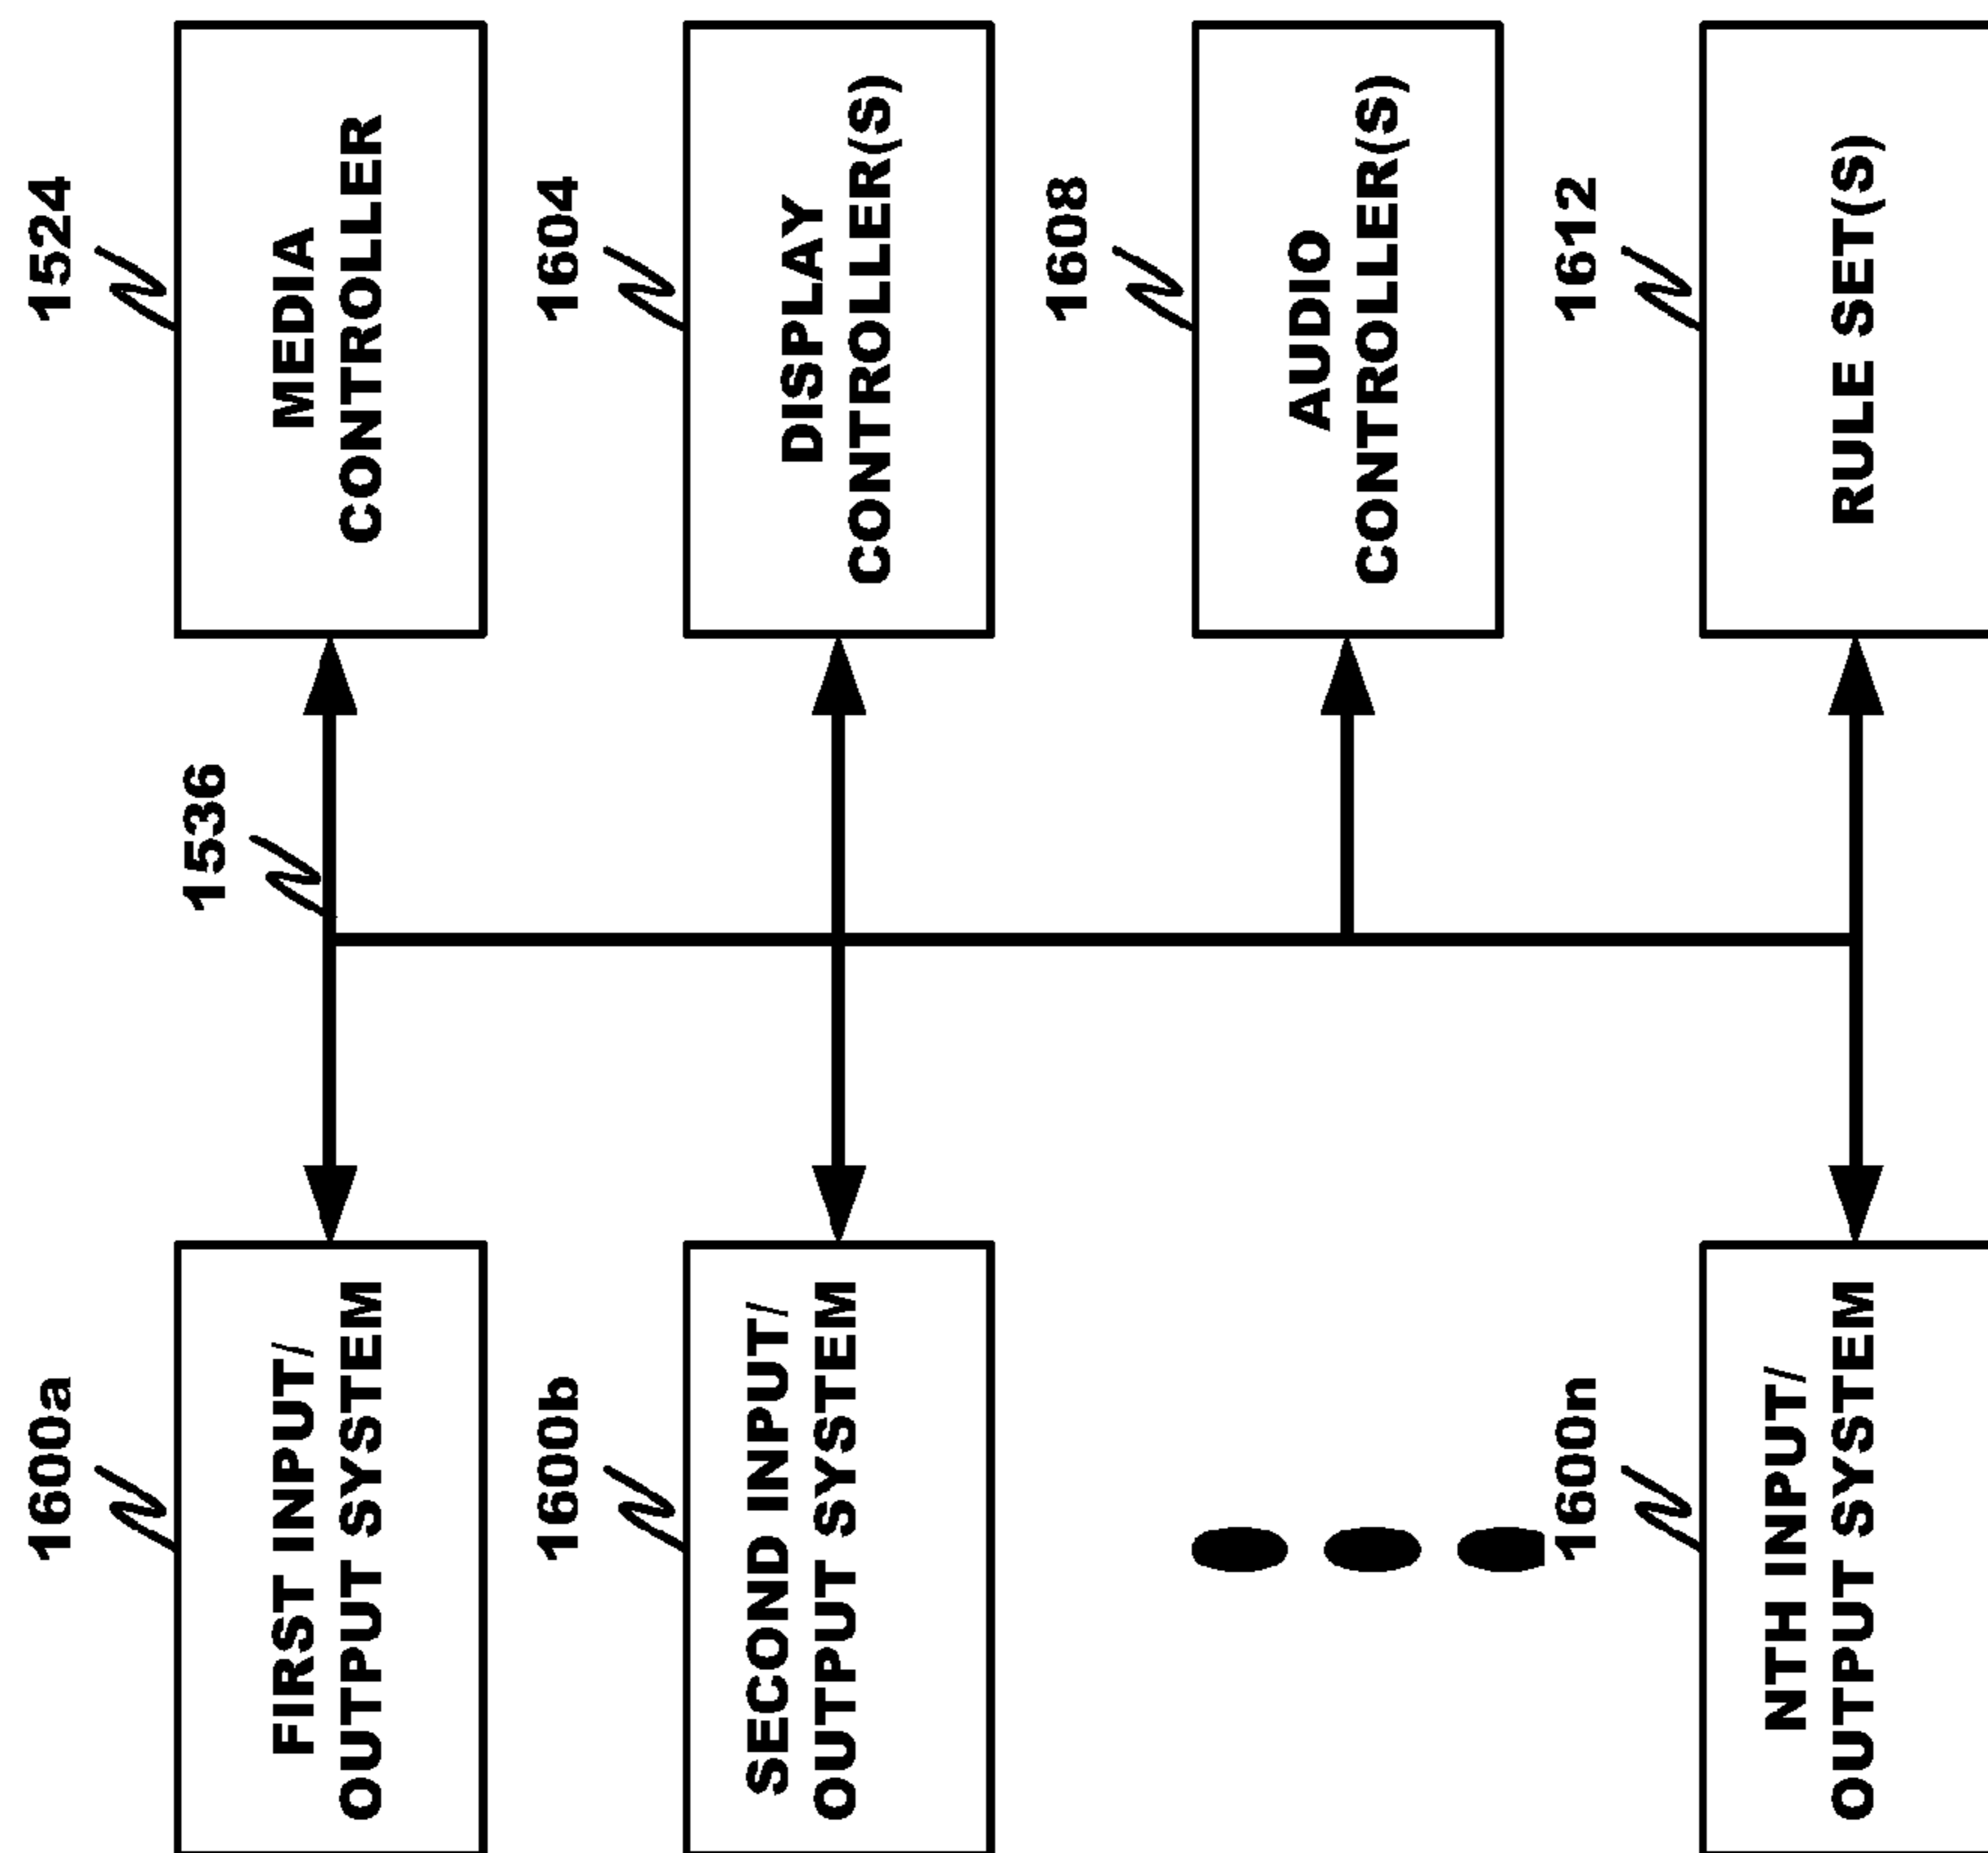 1600a
FIRST INPUT/
OUTPUT SYSTEM
1536
1524
MEDIA
CONTROLLER
1600b
SECOND INPUT/
OUTPUT SYSTEM
1604
DISPLAY
CONTROLLER(S)
1608
AUDIO
CONTROLLER(S)
1600n
NTH INPUT/
OUTPUT SYSTEM
1612
RULE SET(S)